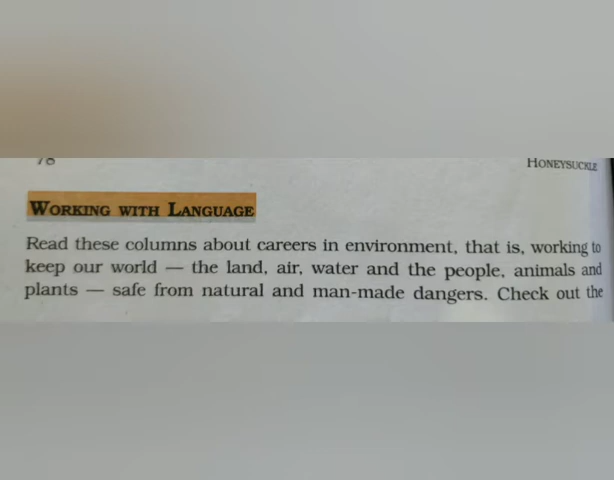 HONEYSUCKLE
WORKING WITH LANGUAGE
Read these columns about careers in environment, that is, working to
keep our world — the land, air, water and the people, animals and
plants — safe from natural and man-made dangers. Check out the